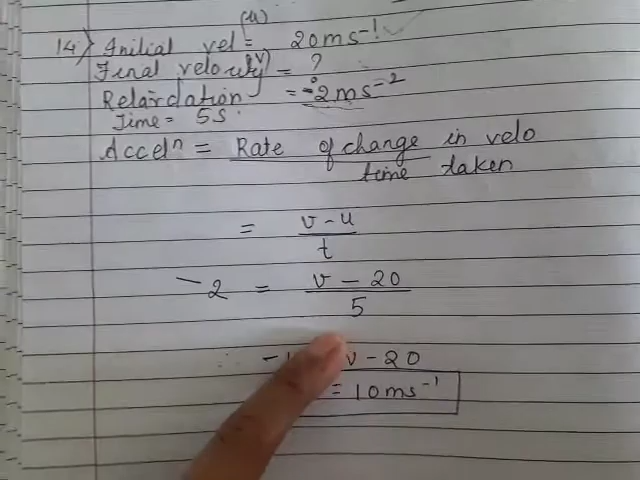 (u)
14) Initial vel = 20ms⁻¹
Final velocity(v) = ?
Retardation = -2ms⁻²
Time = 5s.
Accelⁿ = Rate of change in velo
time taken
= v - u
t
-2 = v - 20
5
v - 20
= 10ms⁻¹